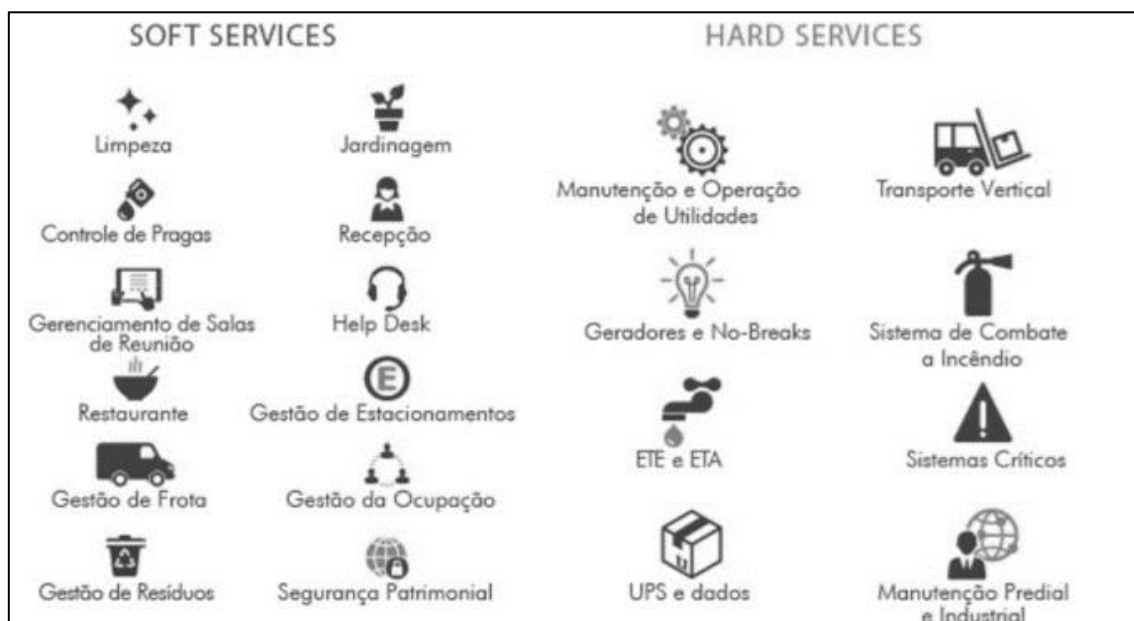 SOFT SERVICES
Limpeza
Jardinagem
Controle de Pragas
Recepção
Gerenciamento de Salas
de Reunião
Help Desk
Restaurante
E
Gestão de Estacionamentos
Gestão de Frota
Gestão da Ocupação
Gestão de Resíduos
Segurança Patrimonial
HARD SERVICES
Manutenção e Operação
de Utilidades
Transporte Vertical
Geradores e No-Breaks
Sistema de Combate
a Incêndio
ETE e ETA
Sistemas Críticos
UPS e dados
Manutenção Predial
e Industrial